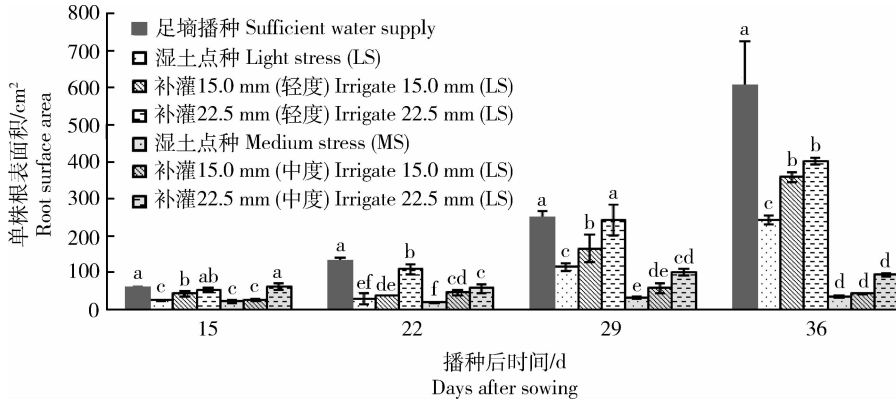 800
700
600
500
400
300
200
100
0
单株根表面积/cm²
Root surface area
足墒播种 Sufficient water supply
湿土点种 Light stress (LS)
补灌15.0 mm (轻度) Irrigate 15.0 mm (LS)
补灌22.5 mm (轻度) Irrigate 22.5 mm (LS)
湿土点种 Medium stress (MS)
补灌15.0 mm (中度) Irrigate 15.0 mm (LS)
补灌22.5 mm (中度) Irrigate 22.5 mm (LS)
a c b ab c c a
a ef de b f cd c
a c b a e de cd
a c b b d d d
15 22 29 36
播种后时间/d
Days after sowing